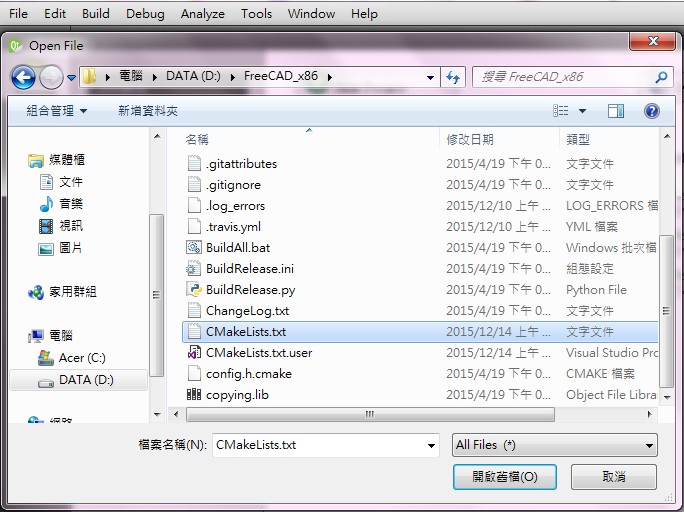 File Edit Build Debug Analyze Tools Window Help
Open File
電腦 DATA (D:) FreeCAD_x86 搜尋 FreeCAD_x86
組合管理 新增資料夾
名稱 修改日期 類型
媒體櫃
文件
音樂
視訊
圖片
家用群組
電腦
Acer (C:)
DATA (D:)
網路
.gitattributes 2015/4/19 下午 0... 文字文件
.gitignore 2015/4/19 下午 0... 文字文件
.log_errors 2015/12/10 上午 ... LOG_ERRORS 檔
.travis.yml 2015/12/10 上午 ... YML 檔案
BuildAll.bat 2015/4/19 下午 0... Windows 批次檔
BuildRelease.ini 2015/4/19 下午 0... 組態設定
BuildRelease.py 2015/4/19 下午 0... Python File
ChangeLog.txt 2015/4/19 下午 0... 文字文件
CMakeLists.txt 2015/12/14 上午 ... 文字文件
CMakeLists.txt.user 2015/12/14 上午 ... Visual Studio Pro
config.h.cmake 2015/4/19 下午 0... CMAKE 檔案
copying.lib 2015/4/19 下午 0... Object File Libra
檔案名稱(N): CMakeLists.txt All Files (*)
開啟舊檔(O) 取消